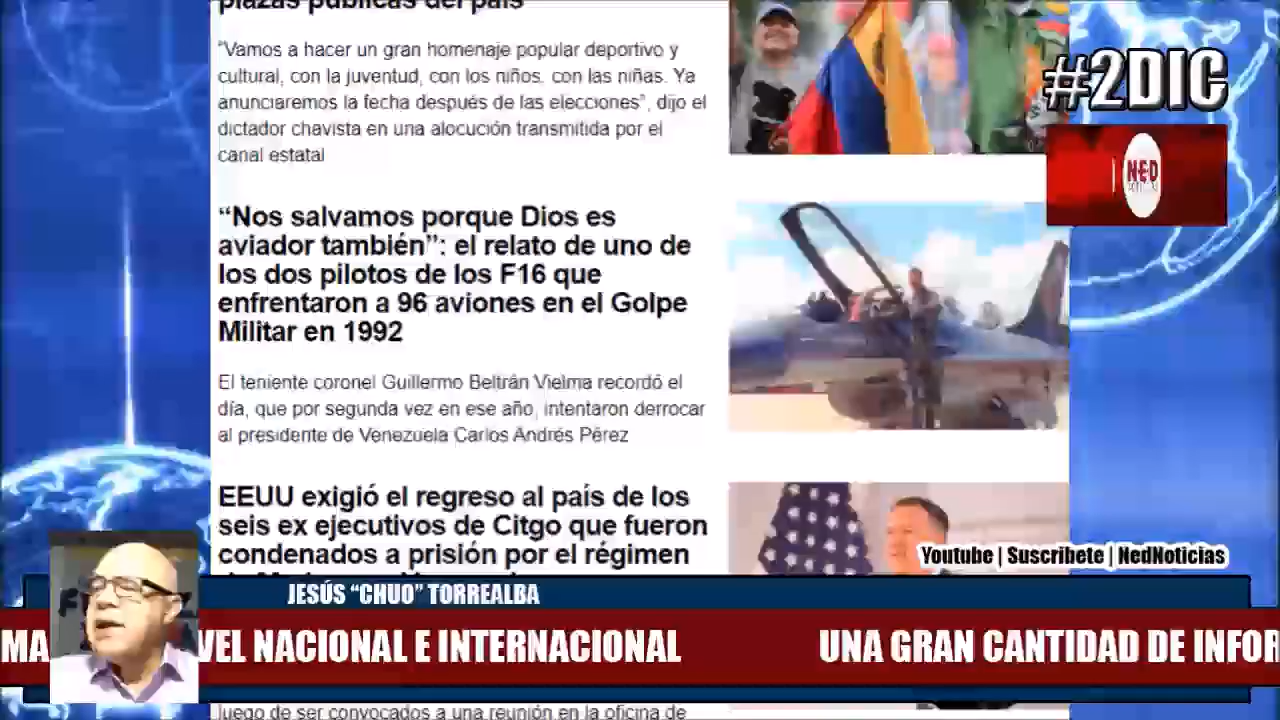 plazas públicas del país
"Vamos a hacer un gran homenaje popular deportivo y
cultural, con la juventud, con los niños, con las niñas. Ya
anunciaremos la fecha después de las elecciones", dijo el
dictador chavista en una alocución transmitida por el
canal estatal
#2DIC
NED
“Nos salvamos porque Dios es
aviador también”: el relato de uno de
los dos pilotos de los F16 que
enfrentaron a 96 aviones en el Golpe
Militar en 1992
El teniente coronel Guillermo Beltrán Vielma recordó el
día, que por segunda vez en ese año, intentaron derrocar
al presidente de Venezuela Carlos Andrés Pérez
EEUU exigió el regreso al país de los
seis ex ejecutivos de Citgo que fueron
condenados a prisión por el régimen
Youtube | Suscribete | NedNoticias
JESÚS “CHUO” TORREALBA
MA VEL NACIONAL E INTERNACIONAL UNA GRAN CANTIDAD DE INFOR
luego de ser convocados a una reunión en la oficina de